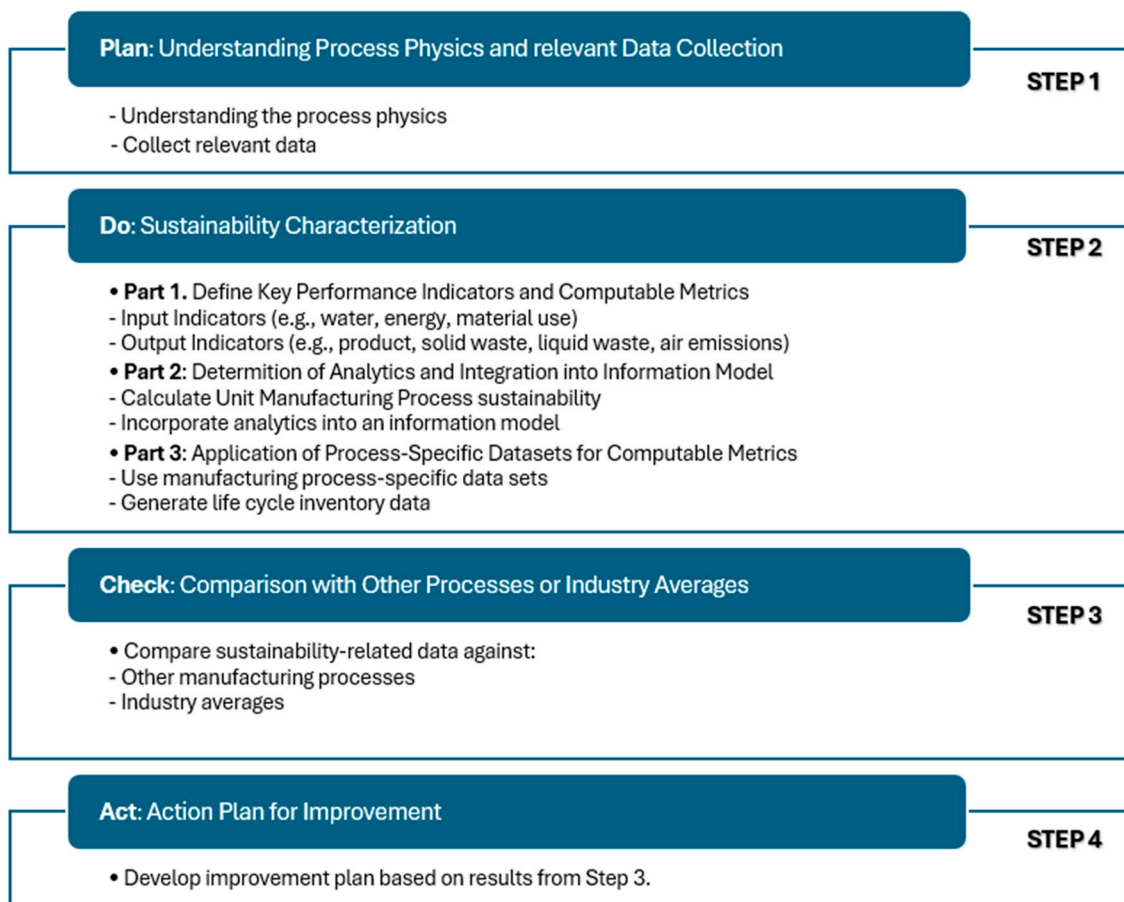 Plan: Understanding Process Physics and relevant Data Collection
STEP 1
- Understanding the process physics
- Collect relevant data
Do: Sustainability Characterization
STEP 2
• Part 1. Define Key Performance Indicators and Computable Metrics
- Input Indicators (e.g., water, energy, material use)
- Output Indicators (e.g., product, solid waste, liquid waste, air emissions)
• Part 2: Determition of Analytics and Integration into Information Model
- Calculate Unit Manufacturing Process sustainability
- Incorporate analytics into an information model
• Part 3: Application of Process-Specific Datasets for Computable Metrics
- Use manufacturing process-specific data sets
- Generate life cycle inventory data
Check: Comparison with Other Processes or Industry Averages
STEP 3
• Compare sustainability-related data against:
- Other manufacturing processes
- Industry averages
Act: Action Plan for Improvement
STEP 4
• Develop improvement plan based on results from Step 3.